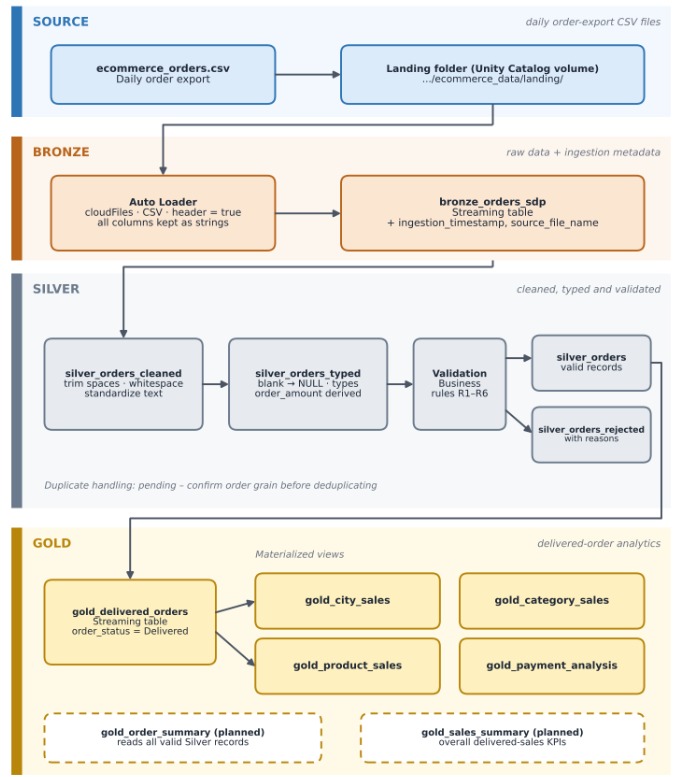 SOURCE
daily order-export CSV files
ecommerce_orders.csv
Daily order export
Landing folder (Unity Catalog volume)
.../ecommerce_data/landing/
BRONZE
raw data + ingestion metadata
Auto Loader
cloudFiles · CSV · header = true
all columns kept as strings
bronze_orders_sdp
Streaming table
+ ingestion_timestamp, source_file_name
SILVER
cleaned, typed and validated
silver_orders_cleaned
trim spaces · whitespace
standardize text
silver_orders_typed
blank → NULL · types
order_amount derived
Validation
Business
rules R1–R6
silver_orders
valid records
silver_orders_rejected
with reasons
Duplicate handling: pending – confirm order grain before deduplicating
GOLD
delivered-order analytics
Materialized views
gold_delivered_orders
Streaming table
order_status = Delivered
gold_city_sales
gold_category_sales
gold_product_sales
gold_payment_analysis
gold_order_summary (planned)
reads all valid Silver records
gold_sales_summary (planned)
overall delivered-sales KPIs